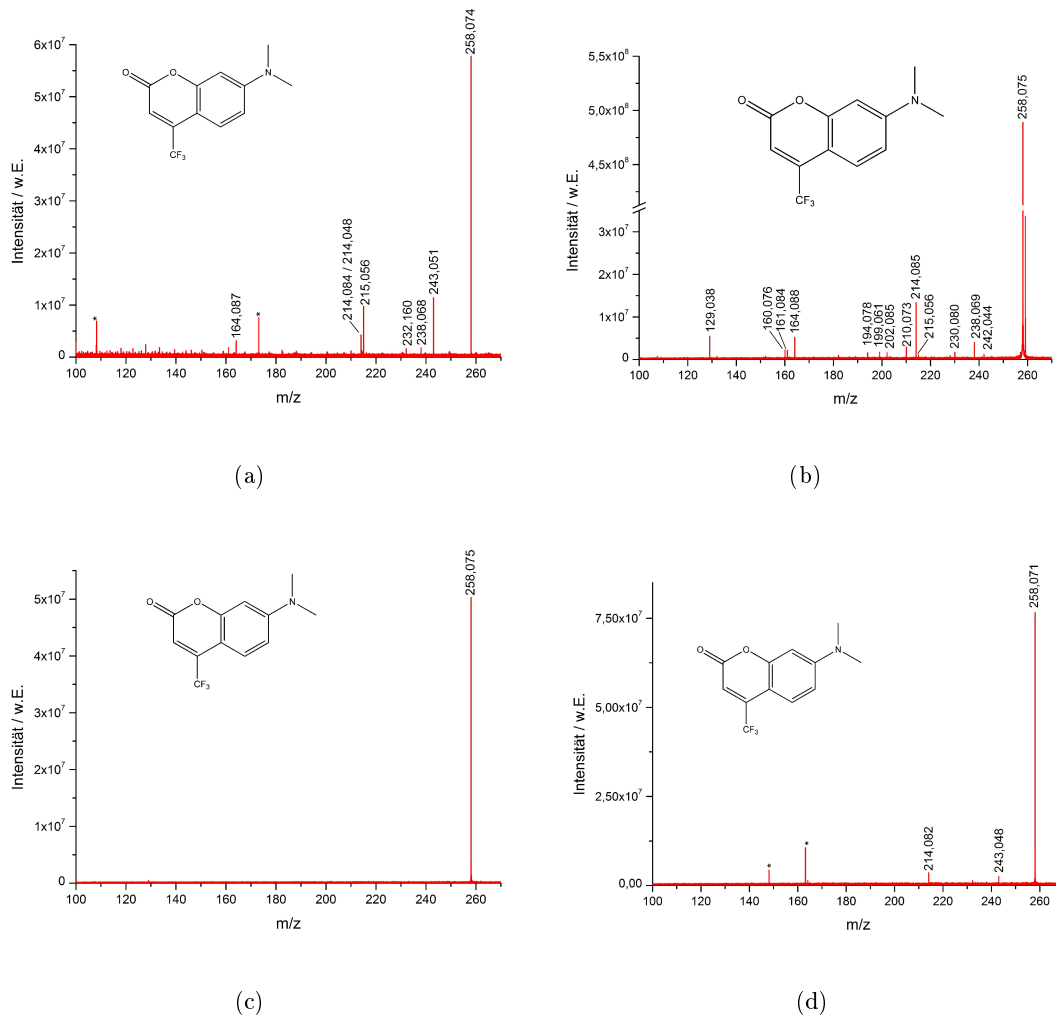 6x10⁷
5x10⁷
4x10⁷
3x10⁷
2x10⁷
1x10⁷
0
Intensität / w.E.
100 120 140 160 180 200 220 240 260
m/z
O
O
N
CF₃
*
164,087
*
214,084 / 214,048
215,056
232,160
238,068
243,051
258,074
(a)
5,5x10⁸
5,0x10⁸
4,5x10⁸
3x10⁷
2x10⁷
1x10⁷
0
Intensität / w.E.
100 120 140 160 180 200 220 240 260
m/z
O
O
N
CF₃
129,038
160,076
161,084
164,088
194,078
199,061
202,085
210,073
214,085
215,056
230,080
238,069
242,044
258,075
(b)
5x10⁷
4x10⁷
3x10⁷
2x10⁷
1x10⁷
0
Intensität / w.E.
100 120 140 160 180 200 220 240 260
m/z
O
O
N
CF₃
258,075
(c)
7,50x10⁷
5,00x10⁷
2,50x10⁷
0,00
Intensität / w.E.
100 120 140 160 180 200 220 240 260
m/z
O
O
N
CF₃
*
*
214,082
243,048
258,071
(d)